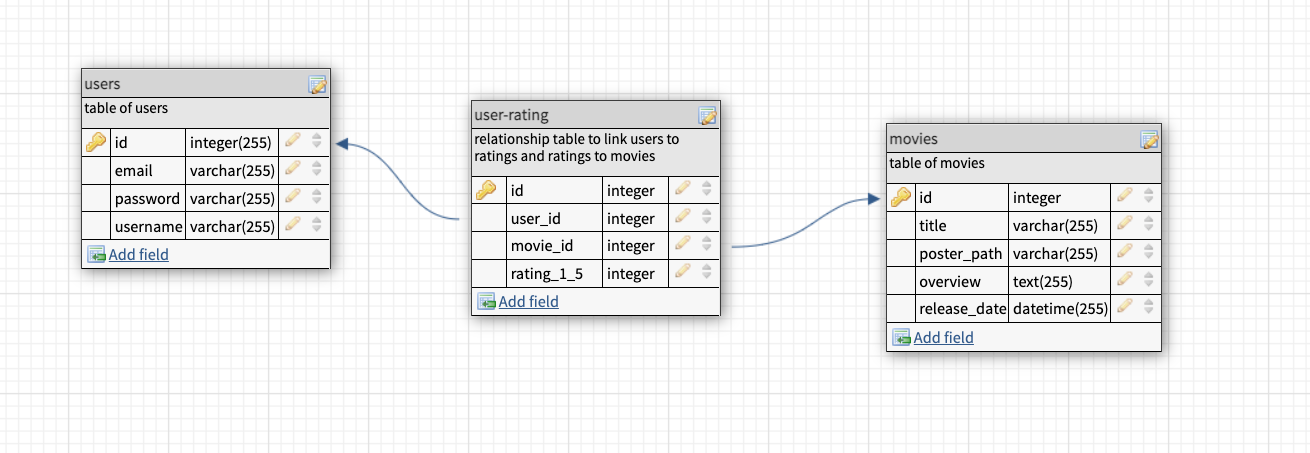 users
table of users
id integer(255)
email varchar(255)
password varchar(255)
username varchar(255)
Add field
user-rating
relationship table to link users to
ratings and ratings to movies
id integer
user_id integer
movie_id integer
rating_1_5 integer
Add field
movies
table of movies
id integer
title varchar(255)
poster_path varchar(255)
overview text(255)
release_date datetime(255)
Add field